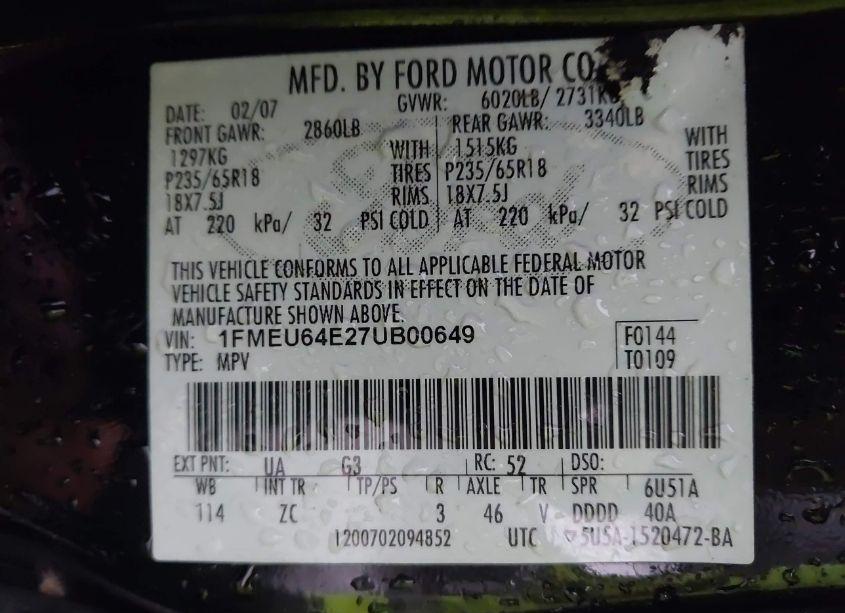 MFD. BY FORD MOTOR CO.
DATE: 02/07 GVWR: 6020LB/ 2731KG
FRONT GAWR: 2860LB REAR GAWR: 3340LB
1297KG WITH 1515KG WITH
P235/65R18 TIRES P235/65R18 TIRES
18X7.5J RIMS 18X7.5J RIMS
AT 220 kPa/ 32 PSI COLD AT 220 kPa/ 32 PSI COLD
THIS VEHICLE CONFORMS TO ALL APPLICABLE FEDERAL MOTOR
VEHICLE SAFETY STANDARDS IN EFFECT ON THE DATE OF
MANUFACTURE SHOWN ABOVE.
VIN: 1FMEU64E27UB00649 F0144
TYPE: MPV T0109
EXT PNT: UA G3 RC: 52 DSO:
WB INT TR TP/PS R AXLE TR SPR 6U51A
114 ZC 3 46 V DDDD 40A
1200702094852 UTC ▽5U5A-1520472-BA